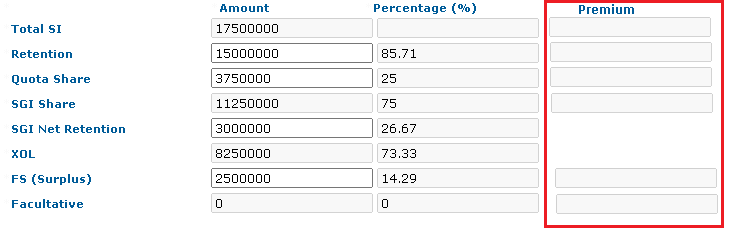 Amount Percentage (%) Premium
Total SI 17500000
Retention 15000000 85.71
Quota Share 3750000 25
SGI Share 11250000 75
SGI Net Retention 3000000 26.67
XOL 8250000 73.33
FS (Surplus) 2500000 14.29
Facultative 0 0